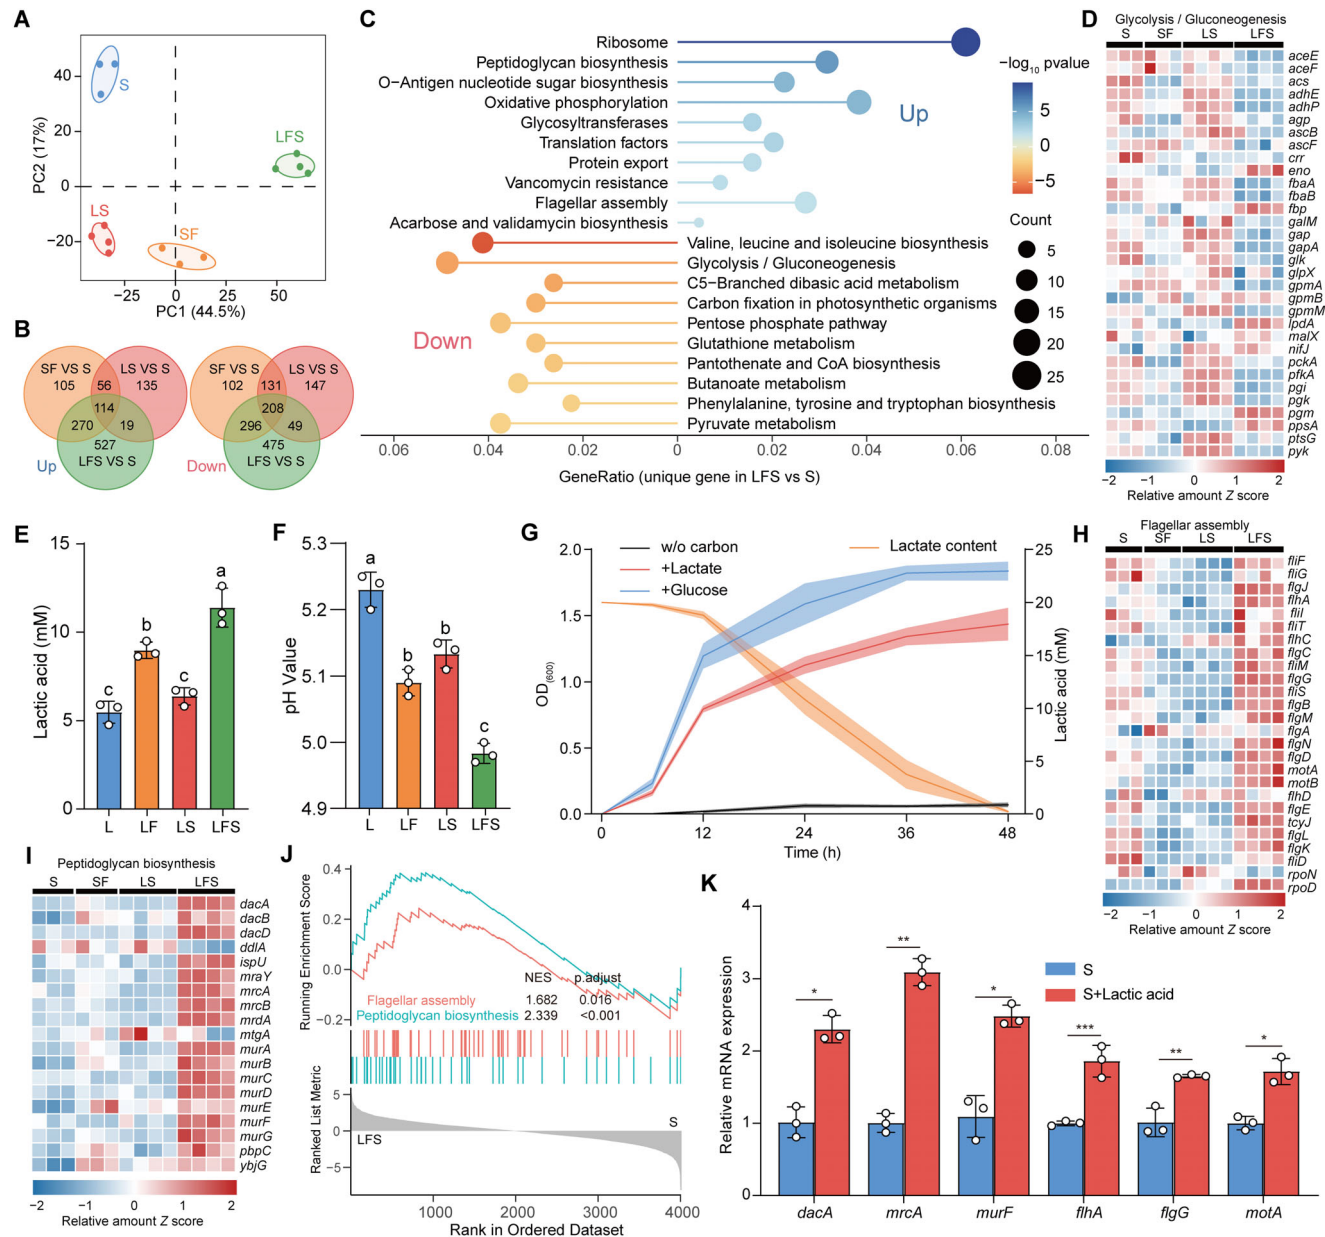 A
PC2 (17%)
40
20
0
−20
S
LFS
LS
SF
−25
0
25
50
PC1 (44.5%)
B
SF VS S
LS VS S
105
56
135
114
270
19
527
LFS VS S
Up
SF VS S
LS VS S
102
131
147
208
296
49
475
LFS VS S
Down
C
Ribosome
Peptidoglycan biosynthesis
O−Antigen nucleotide sugar biosynthesis
Oxidative phosphorylation
Glycosyltransferases
Translation factors
Protein export
Vancomycin resistance
Flagellar assembly
Acarbose and validamycin biosynthesis
Valine, leucine and isoleucine biosynthesis
Glycolysis / Gluconeogenesis
C5−Branched dibasic acid metabolism
Carbon fixation in photosynthetic organisms
Pentose phosphate pathway
Glutathione metabolism
Pantothenate and CoA biosynthesis
Butanoate metabolism
Phenylalanine, tyrosine and tryptophan biosynthesis
Pyruvate metabolism
Up
Down
−log10 pvalue
5
0
−5
Count
5
10
15
20
25
0.06
0.04
0.02
0
0.02
0.04
0.06
0.08
GeneRatio (unique gene in LFS vs S)
D
Glycolysis / Gluconeogenesis
S SF LS LFS
aceE
aceF
acs
adhE
adhP
agp
ascB
ascF
crr
eno
fbaA
fbaB
fbp
galM
gap
gapA
glk
glpX
gpmA
gpmB
gpmM
lpdA
malX
nifJ
pckA
pfkA
pgi
pgk
pgm
ppsA
ptsG
pyk
−2 −1 0 1 2
Relative amount Z score
E
Lactic acid (mM)
15
10
5
0
c
b
c
a
L LF LS LFS
F
pH Value
5.3
5.2
5.1
5.0
4.9
a
b
b
c
L LF LS LFS
G
OD(600)
2.0
1.5
1.0
0.5
0.0
w/o carbon
+Lactate
+Glucose
Lactate content
25
20
15
10
5
0
Lactic acid (mM)
0 12 24 36 48
Time (h)
H
Flagellar assembly
S SF LS LFS
fliF
fliG
flgJ
flhA
fliI
fliT
flhC
flgC
fliM
flgG
fliS
flgB
flgM
flgA
flgN
flgD
motA
motB
flhD
flgE
tcyJ
flgL
flgK
fliD
rpoN
rpoD
−2 −1 0 1 2
Relative amount Z score
I
Peptidoglycan biosynthesis
S SF LS LFS
dacA
dacB
dacD
ddlA
ispU
mraY
mrcA
mrcB
mrdA
mtgA
murA
murB
murC
murD
murE
murF
murG
pbpC
ybjG
−2 −1 0 1 2
Relative amount Z score
J
Running Enrichment Score
0.4
0.2
0.0
−0.2
NES p.adjust
Flagellar assembly 1.682 0.016
Peptidoglycan biosynthesis 2.339 <0.001
Ranked List Metric
5
0
−5
LFS
S
1000 2000 3000 4000
Rank in Ordered Dataset
K
Relative mRNA expression
4
3
2
1
0
*
**
*
***
**
*
S
S+Lactic acid
dacA mrcA murF flhA flgG motA